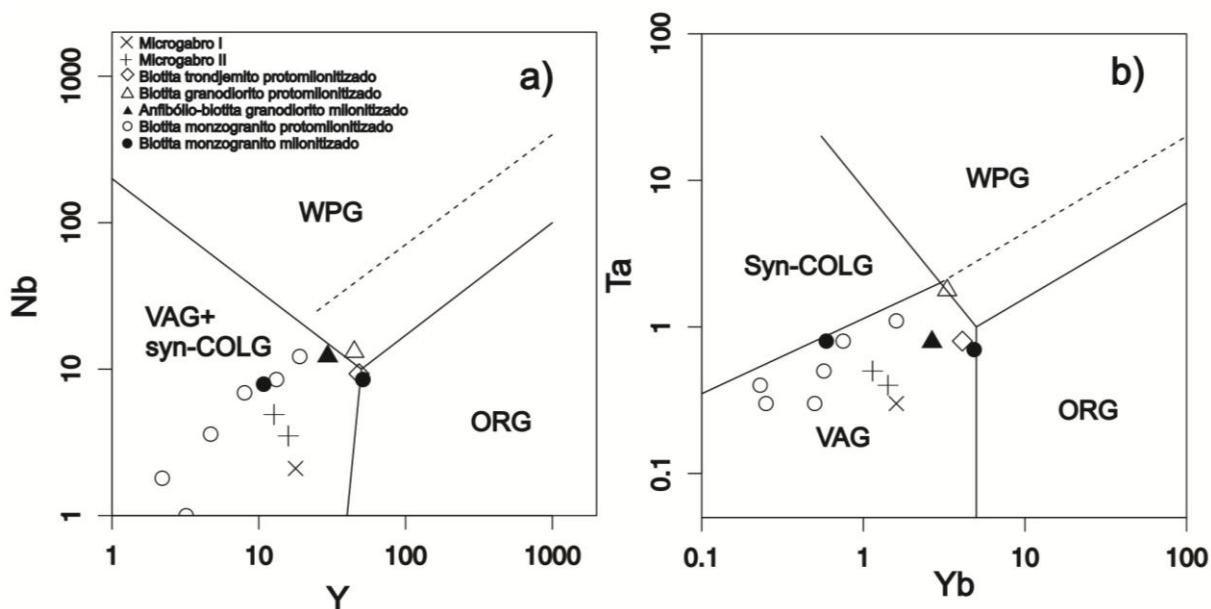 a)
Microgabro I
Microgabro II
Biotita trondjemito protomilonitizado
Biotita granodiorito protomilonitizado
Anfibólio-biotita granodiorito milonitizado
Biotita monzogranito protomilonitizado
Biotita monzogranito milonitizado
WPG
VAG+
syn-COLG
ORG
Nb
1
10
100
1000
1
10
100
1000
Y
b)
WPG
Syn-COLG
VAG
ORG
Ta
0.1
1
10
100
0.1
1
10
100
Yb